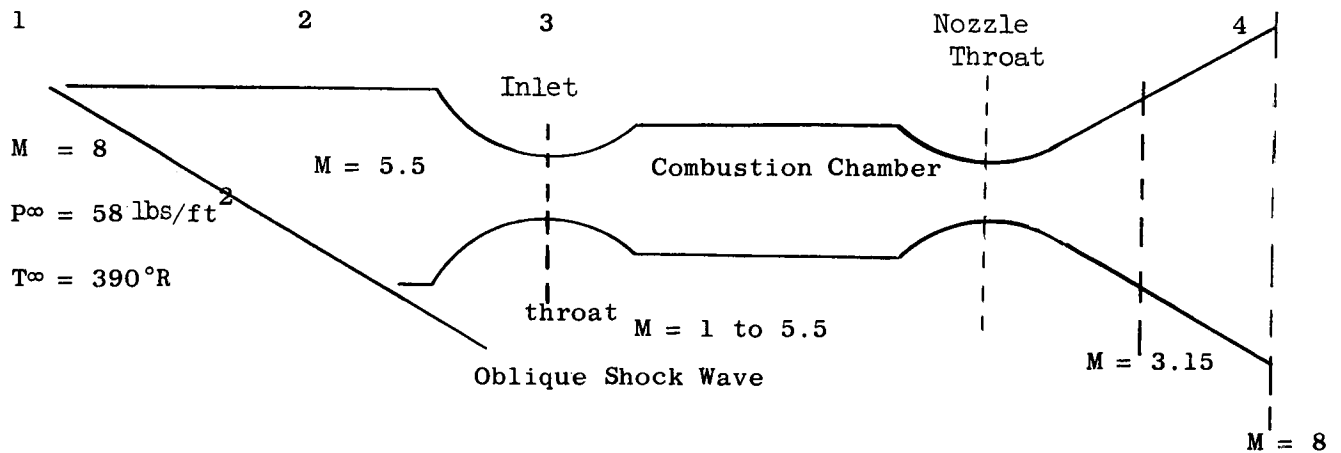 1 2 3 Nozzle 4
Throat
Inlet
M = 8
M = 5.5
Combustion Chamber
P∞ = 58 lbs/ft²
T∞ = 390°R
throat
M = 1 to 5.5
M = 3.15
Oblique Shock Wave
M = 8